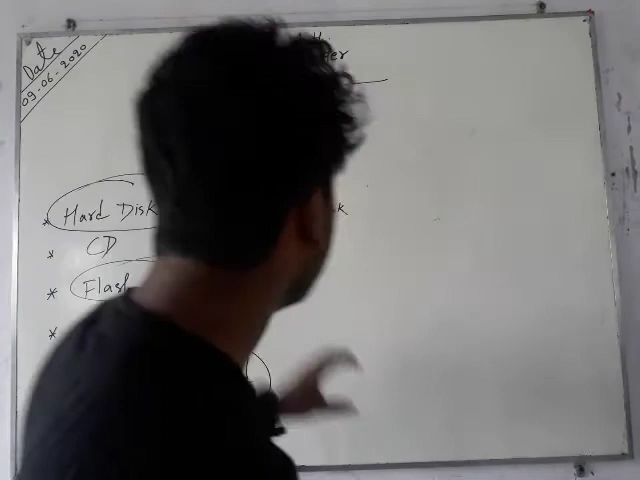 Date
09-06-2020
* Hard Disk
* CD
* Flash
*